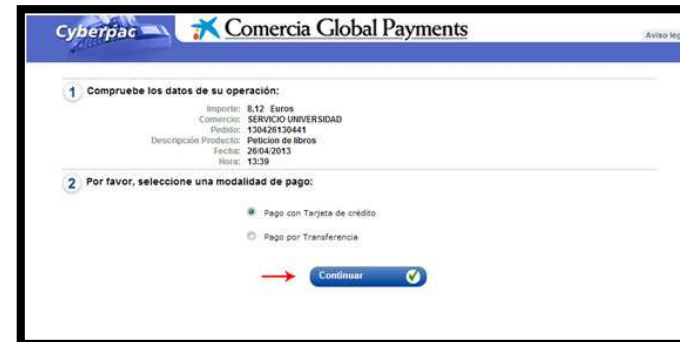 Cyberpac
Comercia Global Payments
Aviso leg
1 Compruebe los datos de su operación:
Importe: 8,12 Euros
Comercio: SERVICIO UNIVERSIDAD
Pedido: 130426130441
Descripción Producto: Peticion de libros
Fecha: 26/04/2013
Hora: 13:39
2 Por favor, seleccione una modalidad de pago:
Pago con Tarjeta de crédito
Pago por Transferencia
Continuar